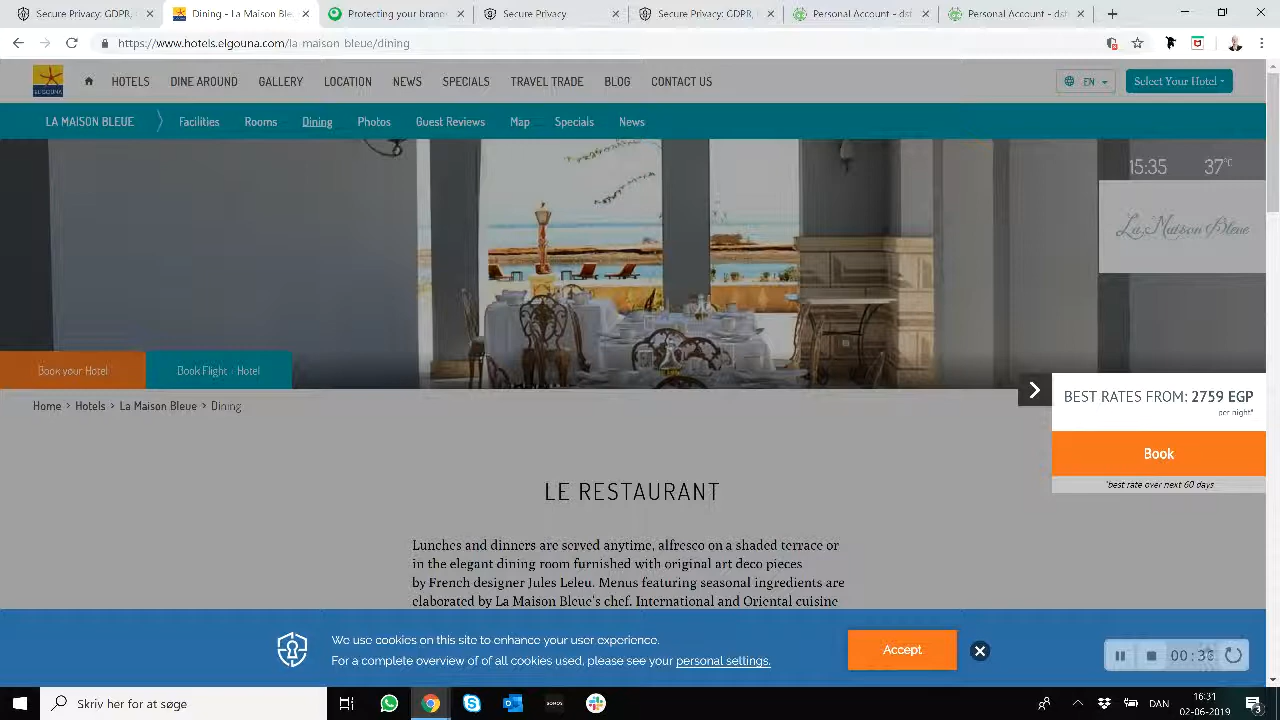 Secure Privacy: GDPR,
Dining - La Maison Ble
Protecting your brand
Secure Privacy
Secure Privacy: GDPR,
Personal Account
Personal Account
https://www.hotels.elgouna.com/la-maison-bleue/dining
EL GOUNA
HOTELS
DINE AROUND
GALLERY
LOCATION
NEWS
SPECIALS
TRAVEL TRADE
BLOG
CONTACT US
EN
Select Your Hotel
LA MAISON BLEUE
Facilities
Rooms
Dining
Photos
Guest Reviews
Map
Specials
News
15:35
37°C
La Maison Bleue
Book your Hotel
Book Flight + Hotel
Home > Hotels > La Maison Bleue > Dining
BEST RATES FROM: 2759 EGP
per night*
Book
*best rate over next 60 days
LE RESTAURANT
Lunches and dinners are served anytime, alfresco on a shaded terrace or
in the elegant dining room furnished with original art deco pieces
by French designer Jules Leleu. Menus featuring seasonal ingredients are
elaborated by La Maison Bleue's chef. International and Oriental cuisine
We use cookies on this site to enhance your user experience.
For a complete overview of of all cookies used, please see your personal settings.
Accept
00:36
Skriv her for at søge
SONOS
DAN
16:31
02-06-2019